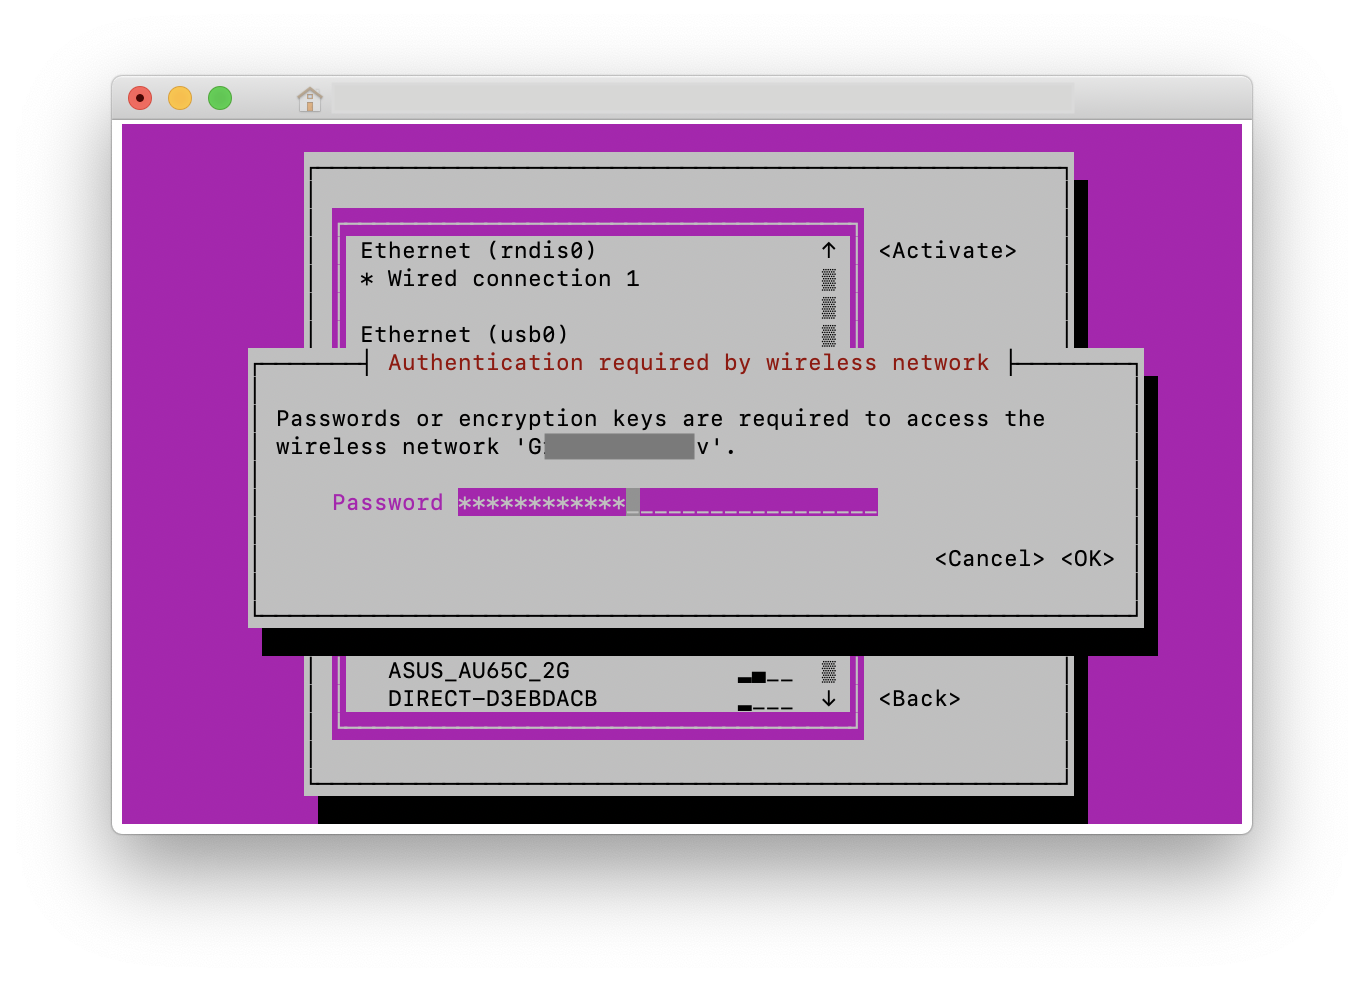 Ethernet (rndis0) ↑ <Activate>
* Wired connection 1
Ethernet (usb0)
Authentication required by wireless network
Passwords or encryption keys are required to access the
wireless network 'G v'.
Password ************_________________
<Cancel> <OK>
ASUS_AU65C_2G
DIRECT-D3EBDACB ↓ <Back>